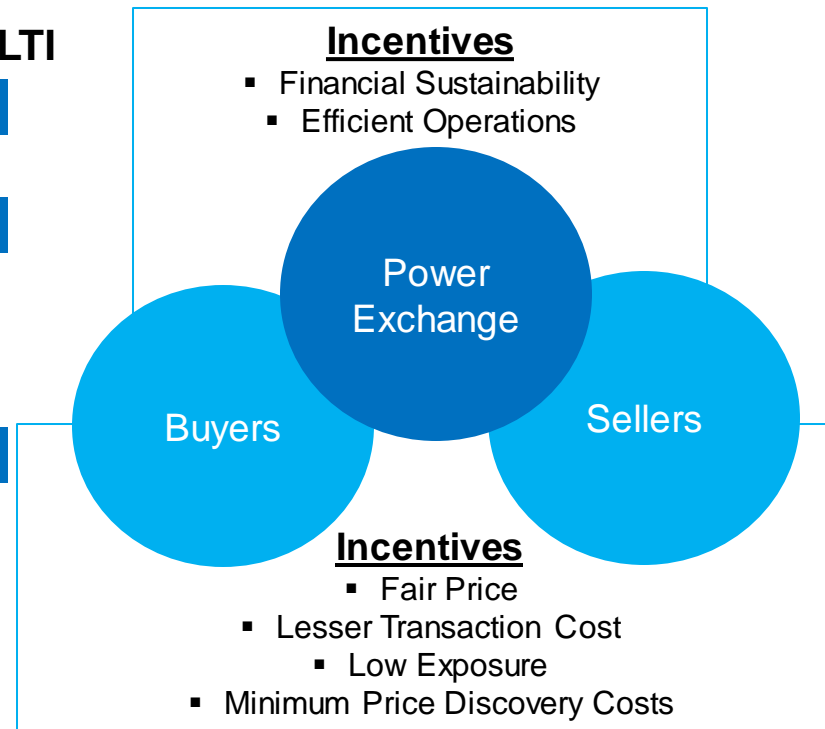 LTI
Incentives
▪ Financial Sustainability
▪ Efficient Operations
Power
Exchange
Buyers
Sellers
Incentives
▪ Fair Price
▪ Lesser Transaction Cost
▪ Low Exposure
▪ Minimum Price Discovery Costs